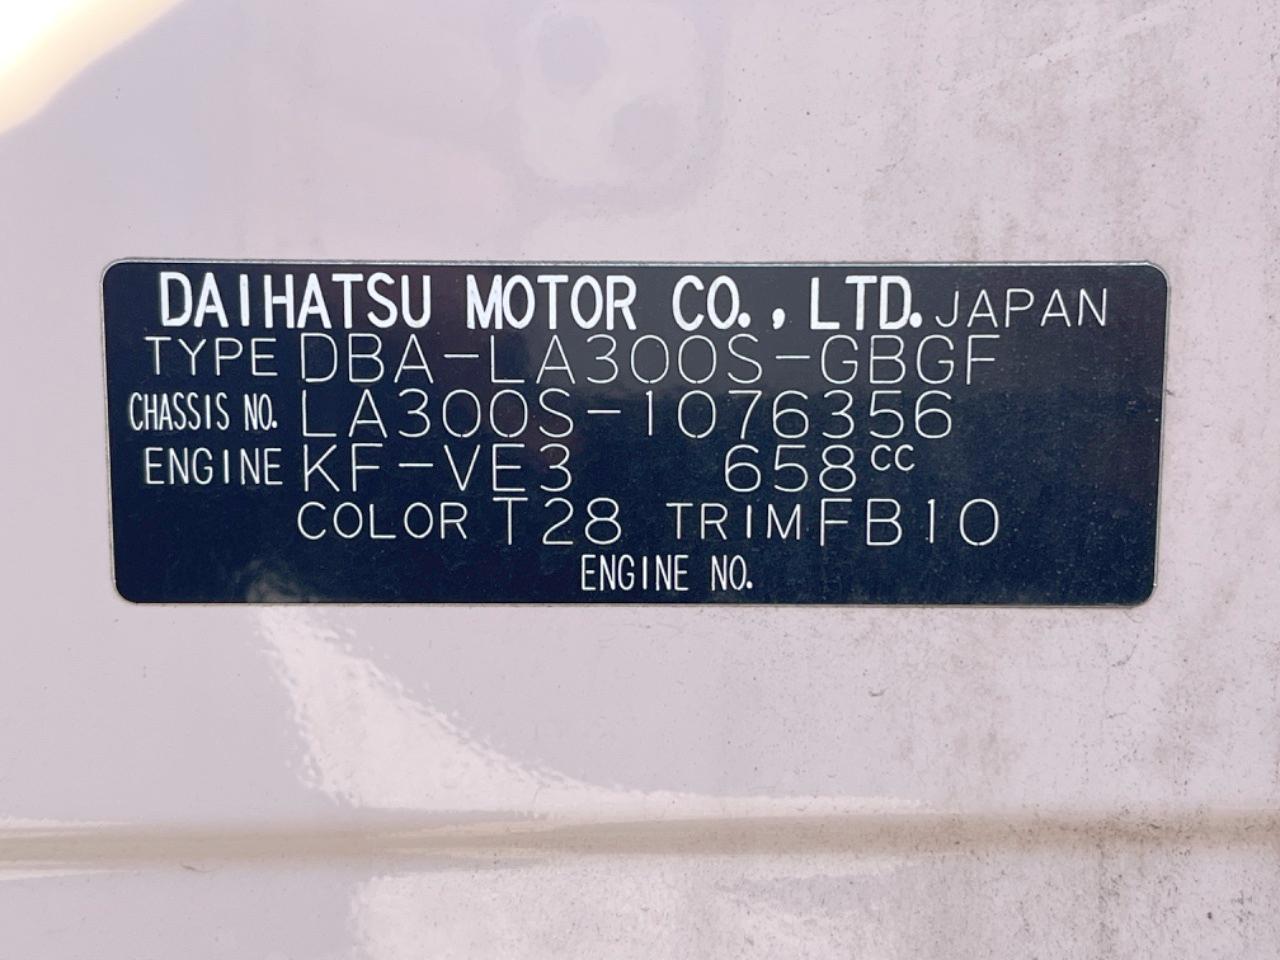 DAIHATSU MOTOR CO., LTD. JAPAN
TYPE DBA-LA300S-GBGF
CHASSIS NO. LA300S-1076356
ENGINE KF-VE3 658cc
COLOR T28 TRIM FB10
ENGINE NO.